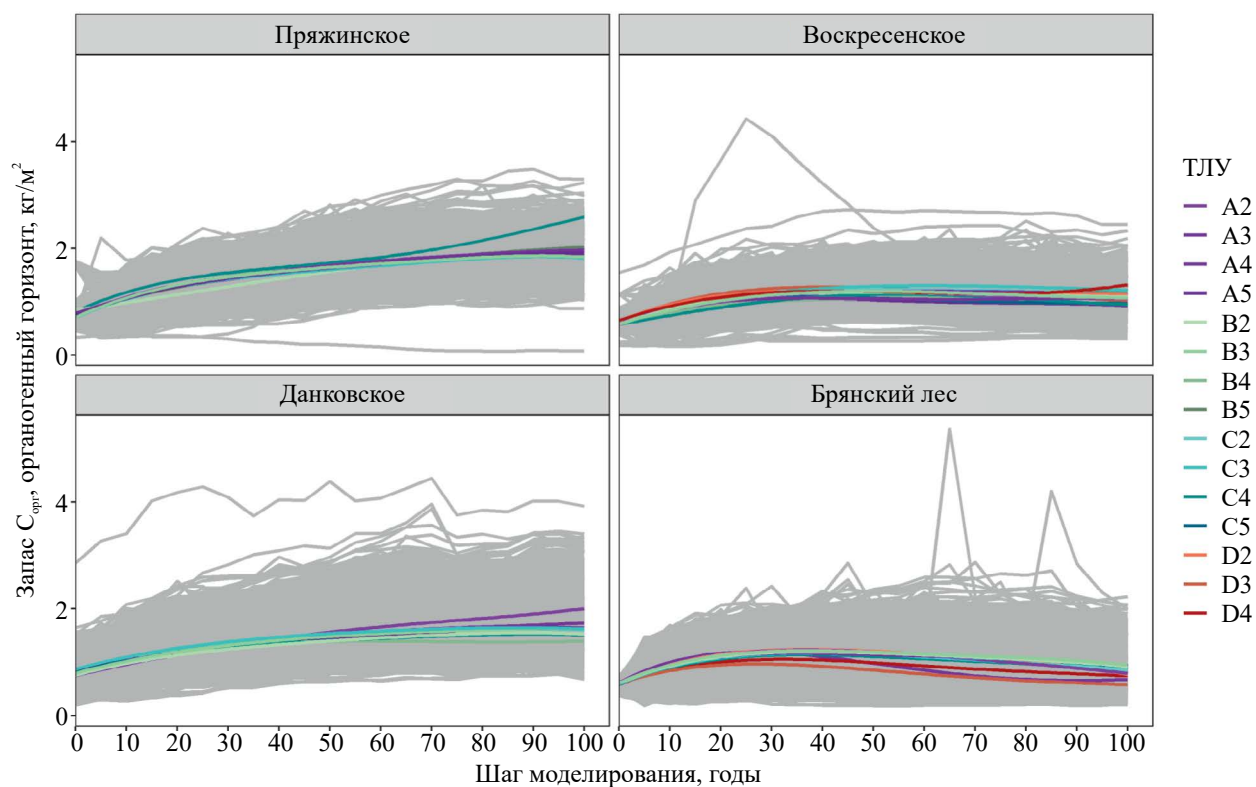 Пряжинское
Воскресенское
Данковское
Брянский лес
Запас Cорг, органогенный горизонт, кг/м²
4
2
0
4
2
0
0 10 20 30 40 50 60 70 80 90 100
0 10 20 30 40 50 60 70 80 90 100
Шаг моделирования, годы
ТЛУ
A2
A3
A4
A5
B2
B3
B4
B5
C2
C3
C4
C5
D2
D3
D4